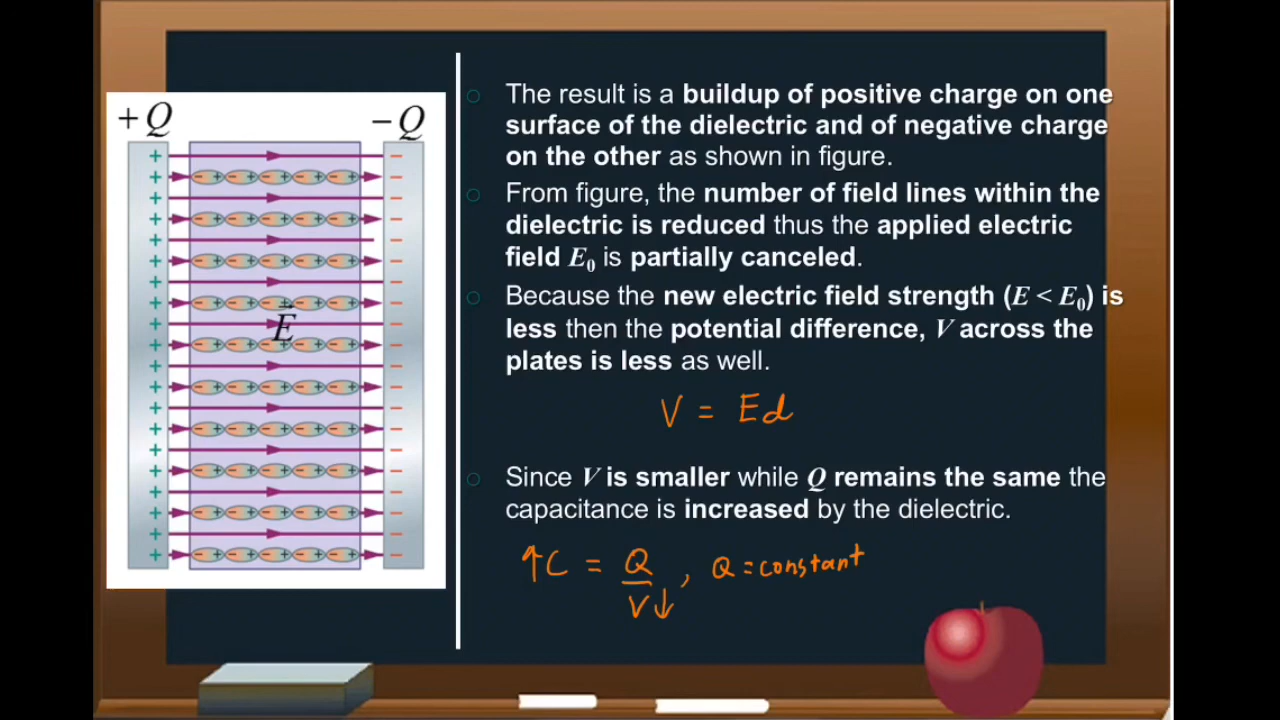 +Q
−Q
E
The result is a buildup of positive charge on one
surface of the dielectric and of negative charge
on the other as shown in figure.
From figure, the number of field lines within the
dielectric is reduced thus the applied electric
field E₀ is partially canceled.
Because the new electric field strength (E < E₀) is
less then the potential difference, V across the
plates is less as well.
V = Ed
Since V is smaller while Q remains the same the
capacitance is increased by the dielectric.
↑C = Q/V↓, Q = constant